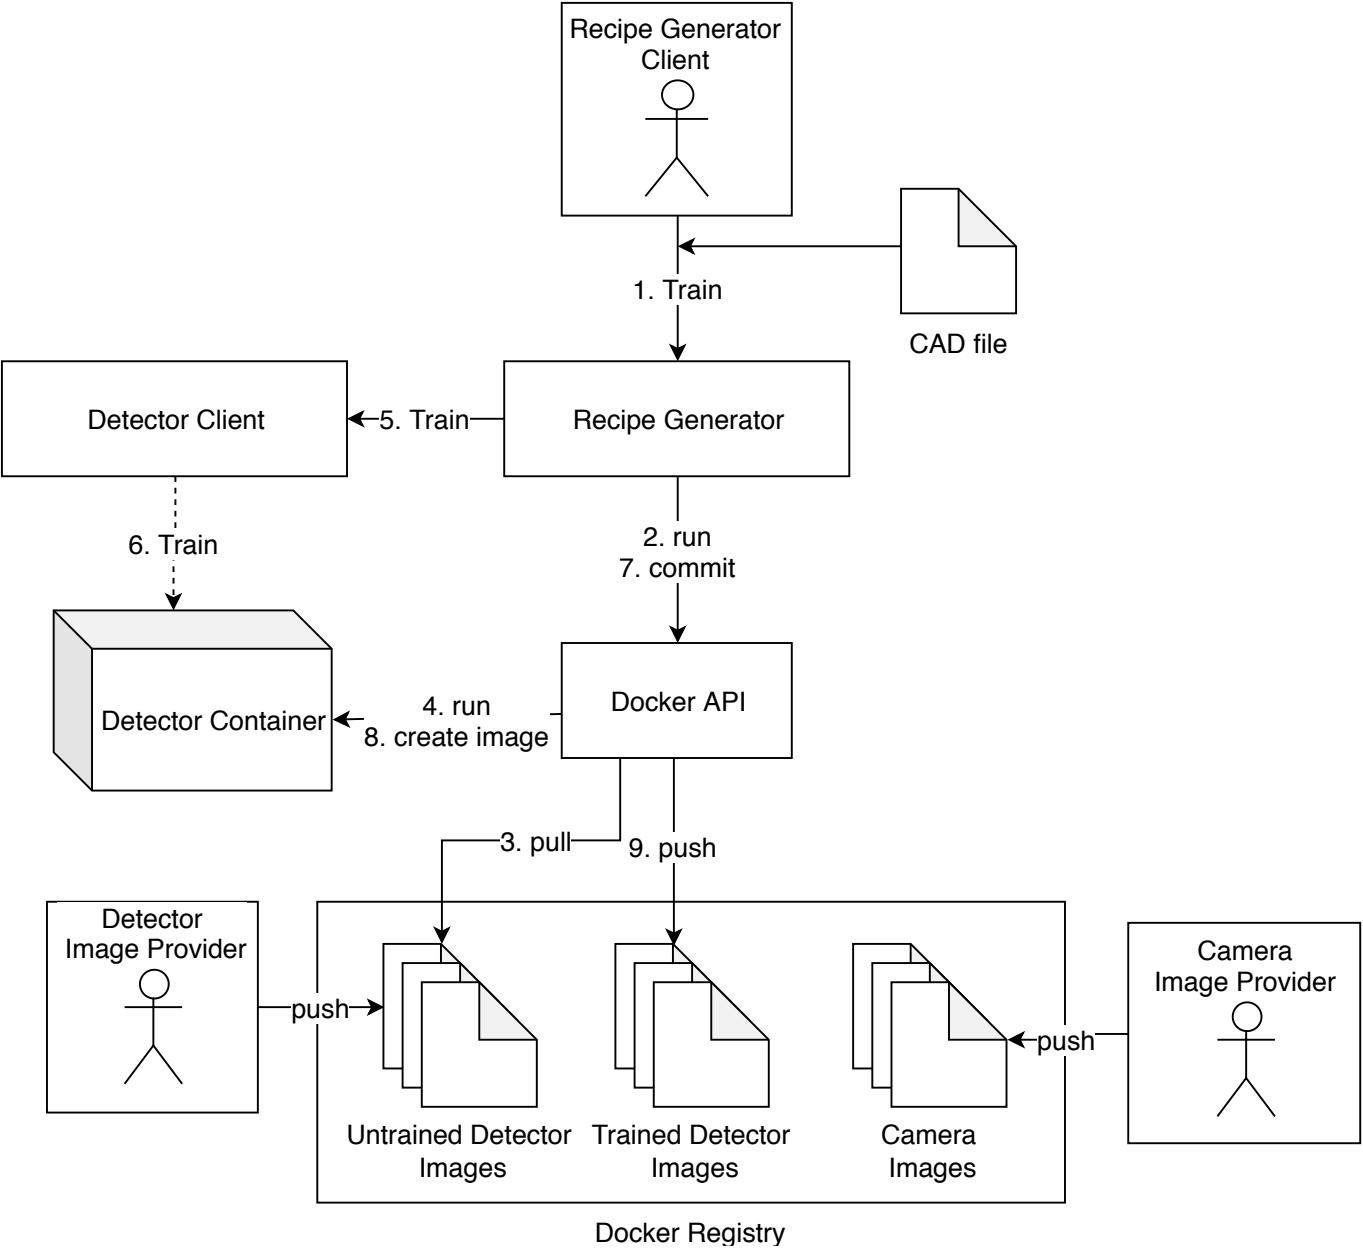 Recipe Generator
Client
1. Train
CAD file
Detector Client
5. Train
Recipe Generator
6. Train
2. run
7. commit
Detector Container
4. run
8. create image
Docker API
3. pull
9. push
Detector
Image Provider
push
Camera
Image Provider
push
Untrained Detector
Images
Trained Detector
Images
Camera
Images
Docker Registry